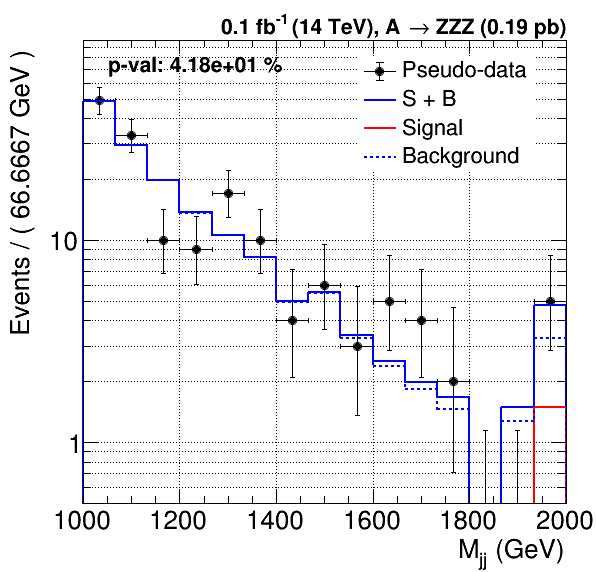 0.1 fb⁻¹ (14 TeV), A → ZZZ (0.19 pb)
p-val: 4.18e+01 %
Pseudo-data
S + B
Signal
Background
Events / ( 66.6667 GeV )
10
1
1000 1200 1400 1600 1800 2000
M_jj (GeV)